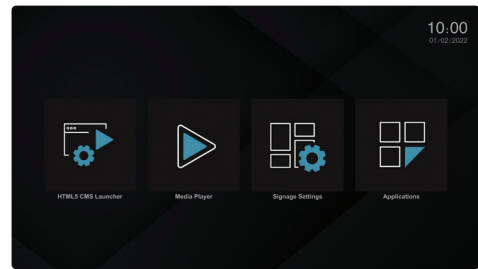 10:00
01/02/2022
HTML5 CMS Launcher
Media Player
Signage Settings
Applications